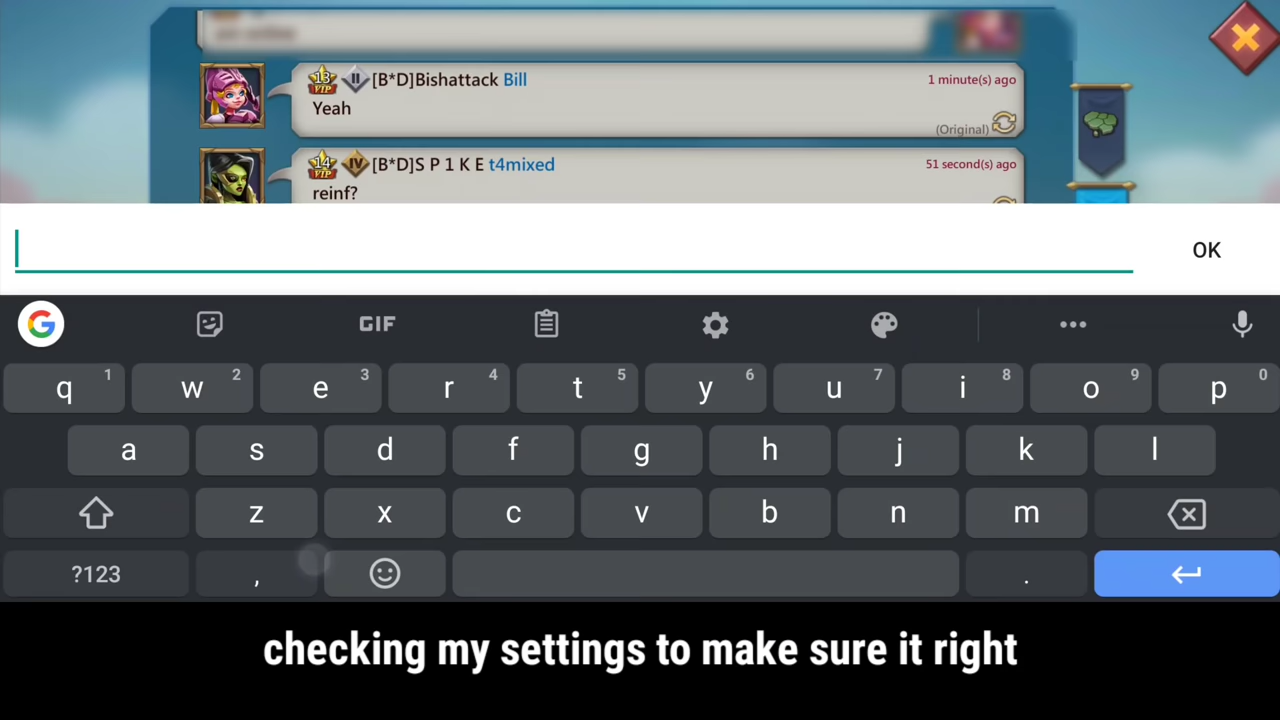 13 VIP II [B*D]Bishattack Bill 1 minute(s) ago
Yeah
(Original)
14 VIP IV [B*D]S P 1 K E t4mixed 51 second(s) ago
reinf?
OK
G GIF
q 1 w 2 e 3 r 4 t 5 y 6 u 7 i 8 o 9 p 0
a s d f g h j k l
z x c v b n m
?123 , .
checking my settings to make sure it right